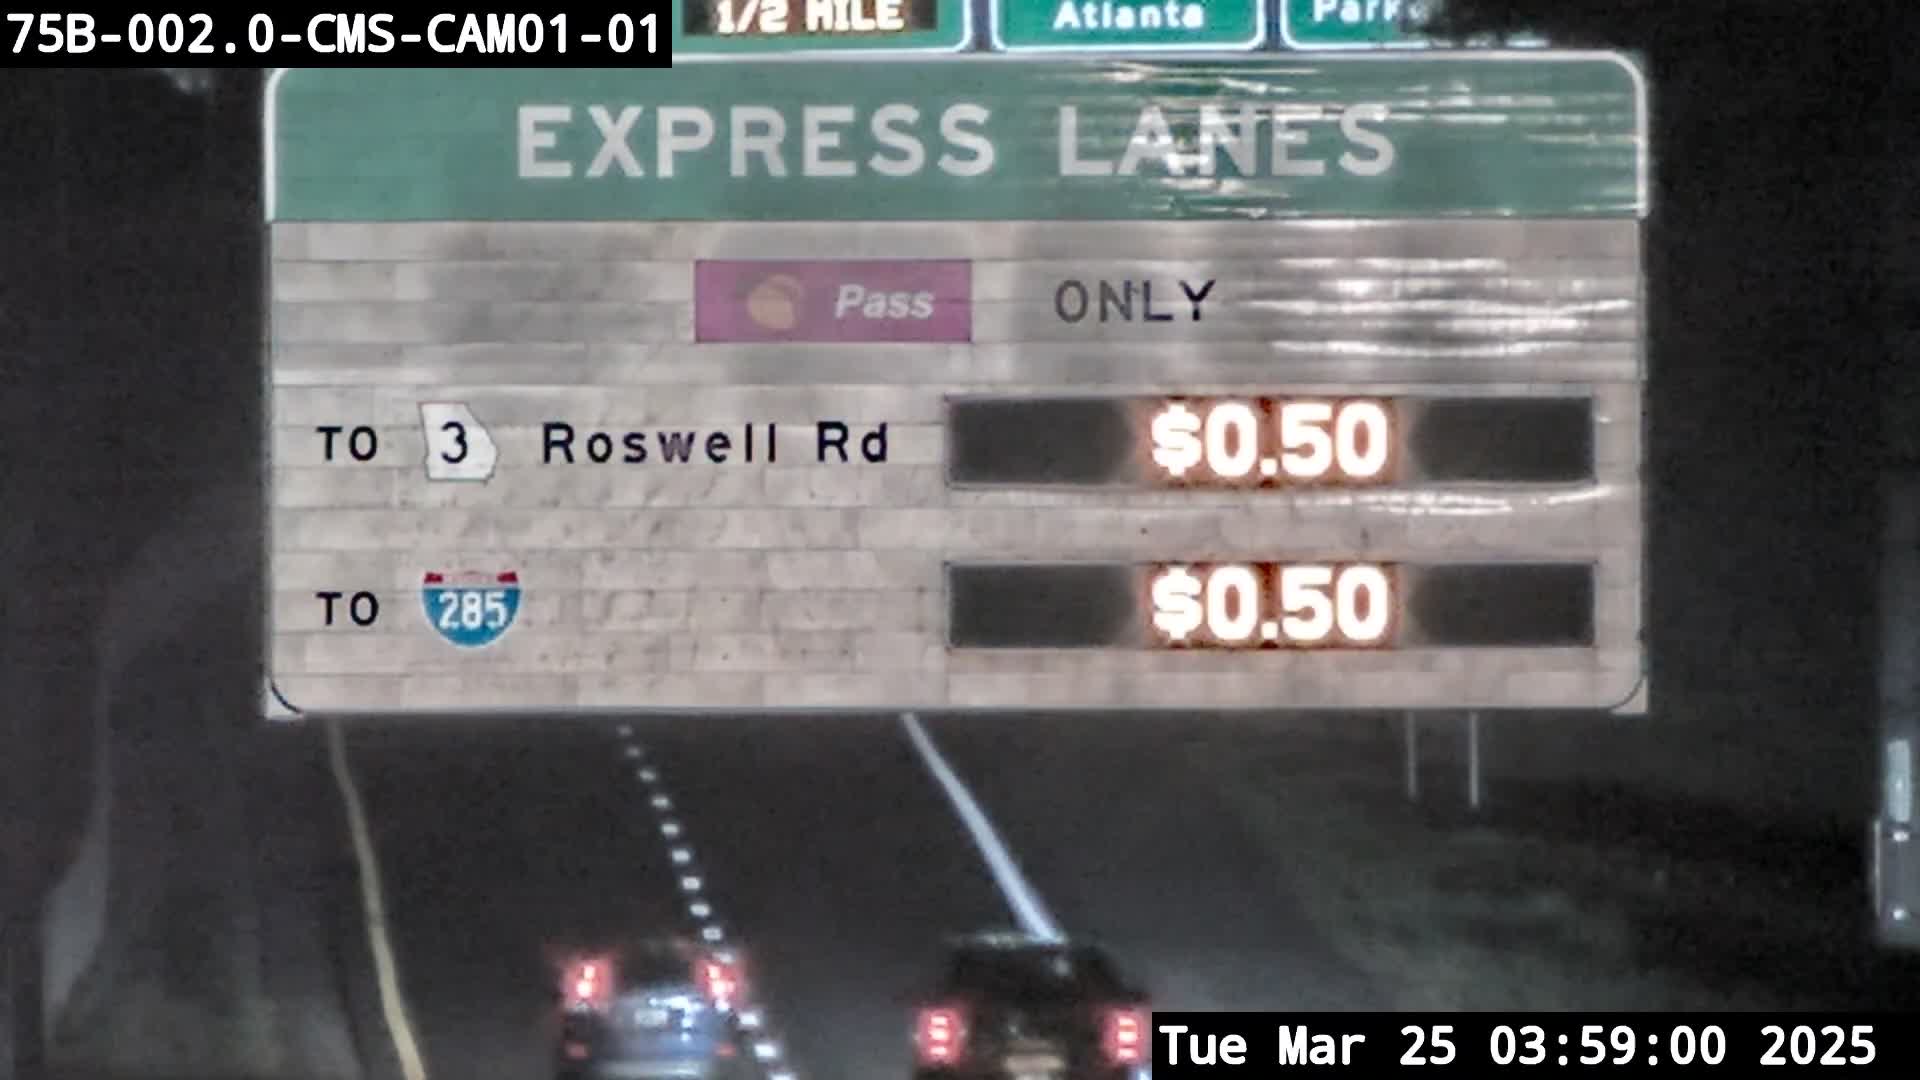 75B-002.0-CMS-CAM01-01
1/2 MILE
Atlanta
EXPRESS LANES
Pass ONLY
TO 3 Roswell Rd $0.50
TO 285 $0.50
Tue Mar 25 03:59:00 2025